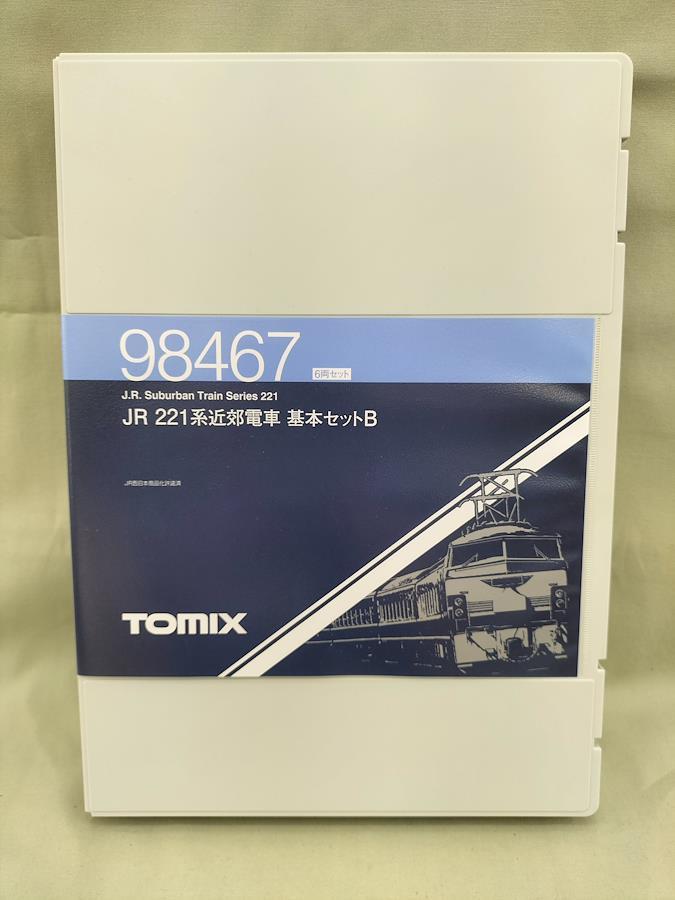 98467
6両セット
J.R. Suburban Train Series 221
JR 221系近郊電車 基本セットB
JR西日本商品化許諾済
TOMIX